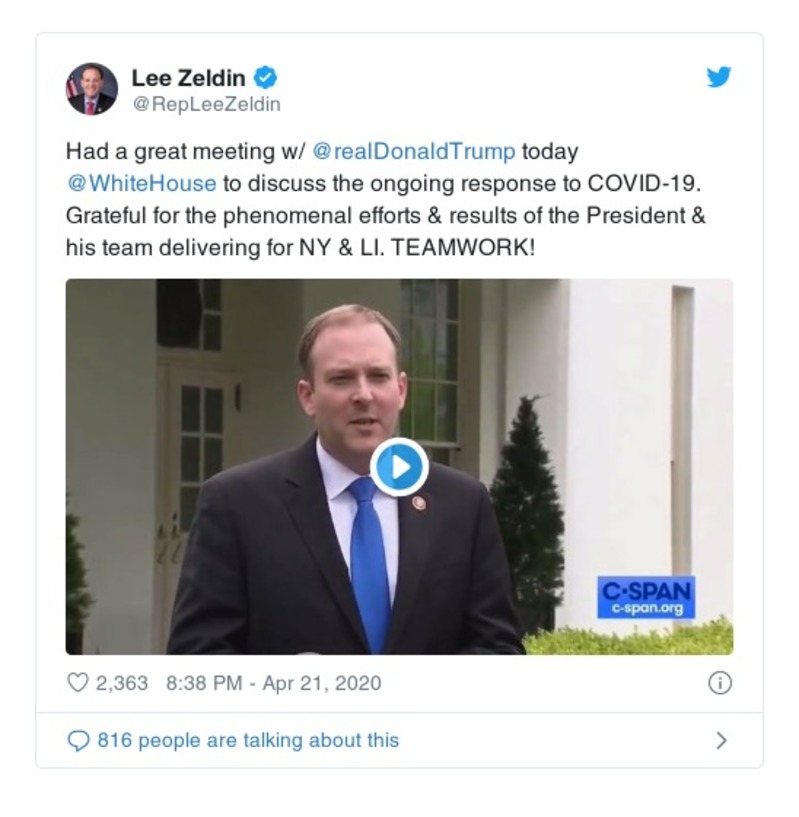 Lee Zeldin
@RepLeeZeldin
Had a great meeting w/ @realDonaldTrump today
@WhiteHouse to discuss the ongoing response to COVID-19.
Grateful for the phenomenal efforts & results of the President &
his team delivering for NY & LI. TEAMWORK!
C-SPAN
c-span.org
2,363 8:38 PM - Apr 21, 2020
816 people are talking about this